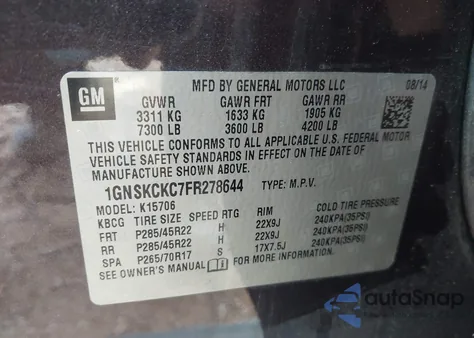 GM
MFD BY GENERAL MOTORS LLC 08/14
GVWR GAWR FRT GAWR RR
3311 KG 1633 KG 1905 KG
7300 LB 3600 LB 4200 LB
THIS VEHICLE CONFORMS TO ALL APPLICABLE U.S. FEDERAL MOTOR
VEHICLE SAFETY STANDARDS IN EFFECT ON THE DATE OF
MANUFACTURE SHOWN ABOVE.
1GNSKCKC7FR278644 TYPE: M.P.V.
MODEL: K15706
KBCG TIRE SIZE SPEED RTG RIM COLD TIRE PRESSURE
FRT P285/45R22 H 22X9J 240KPA(35PSI)
RR P285/45R22 H 22X9J 240KPA(35PSI)
SPA P265/70R17 S 17X7.5J 240KPA(35PSI)
SEE OWNER'S MANUAL FOR MORE INFORMATION.
autoSnap